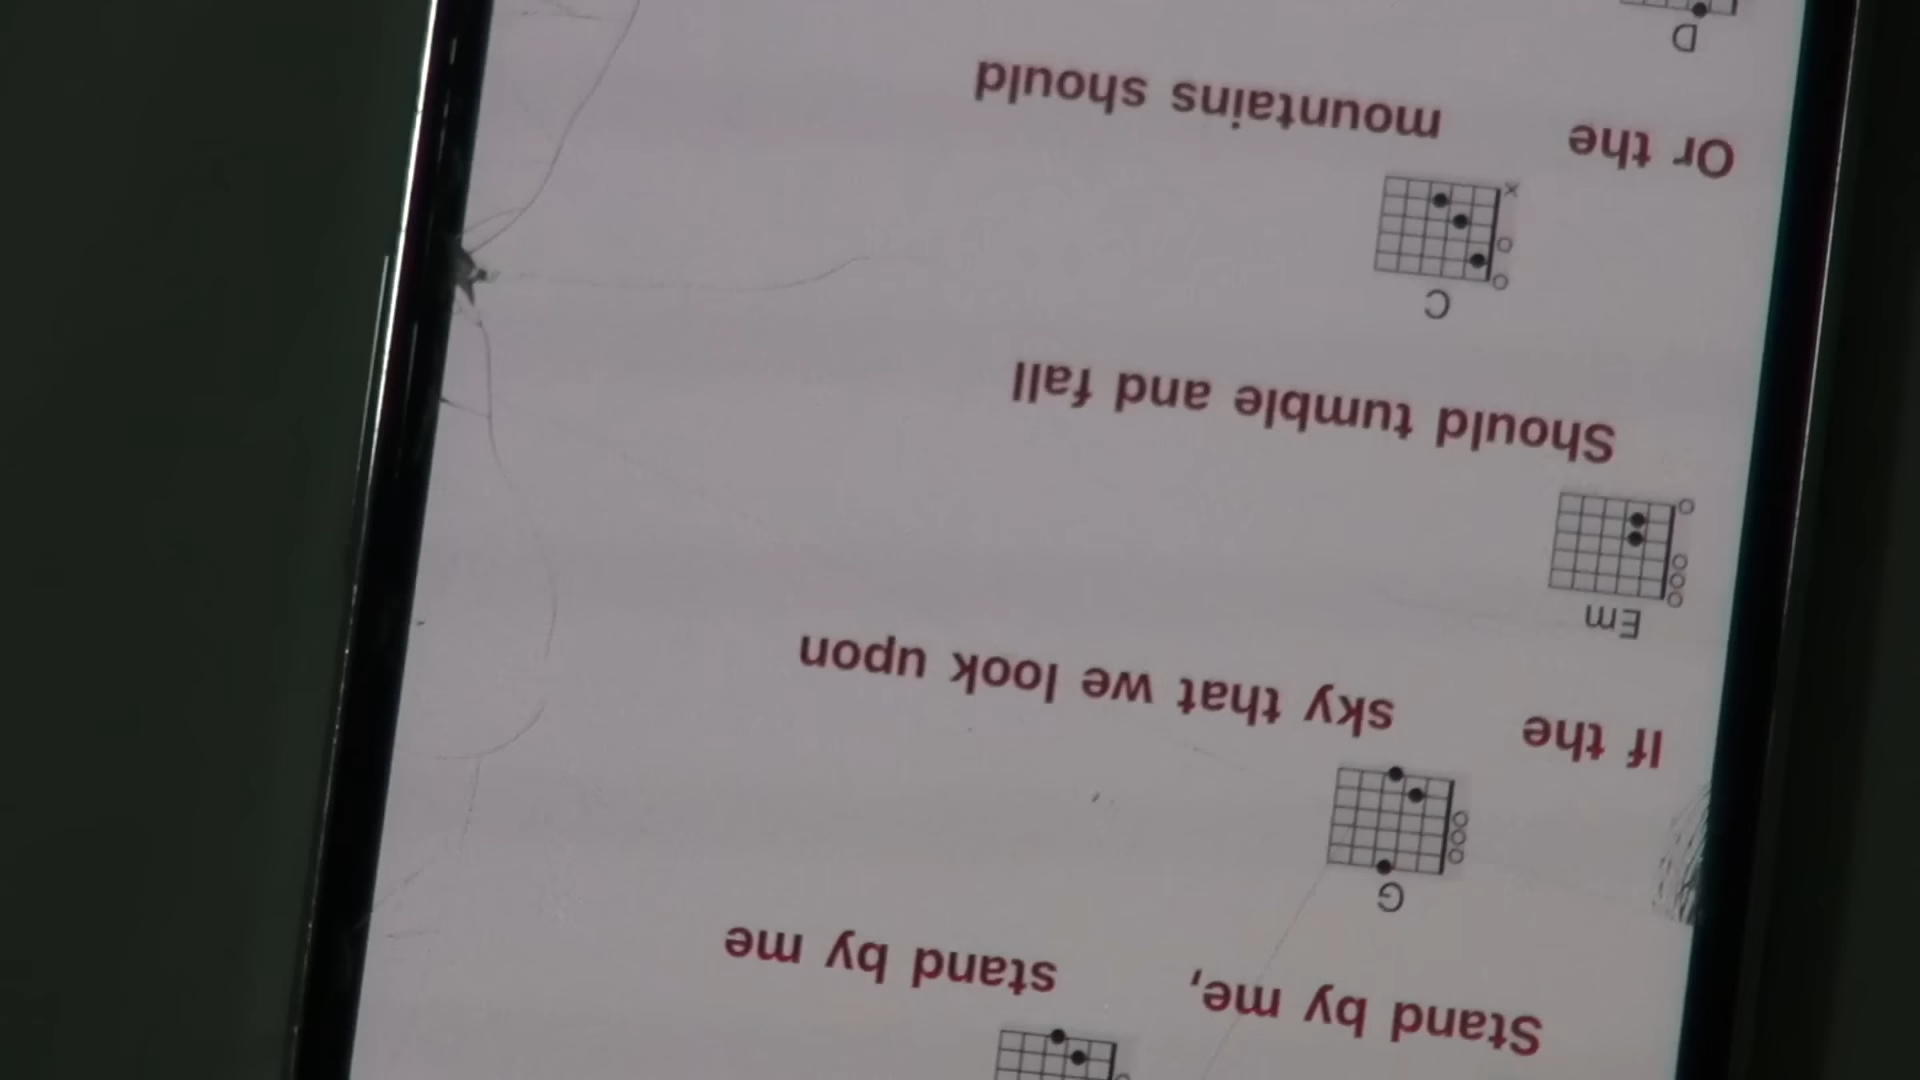 Stand by me, stand by me
G
If the sky that we look upon
Em
Should tumble and fall
C
Or the mountains should
D